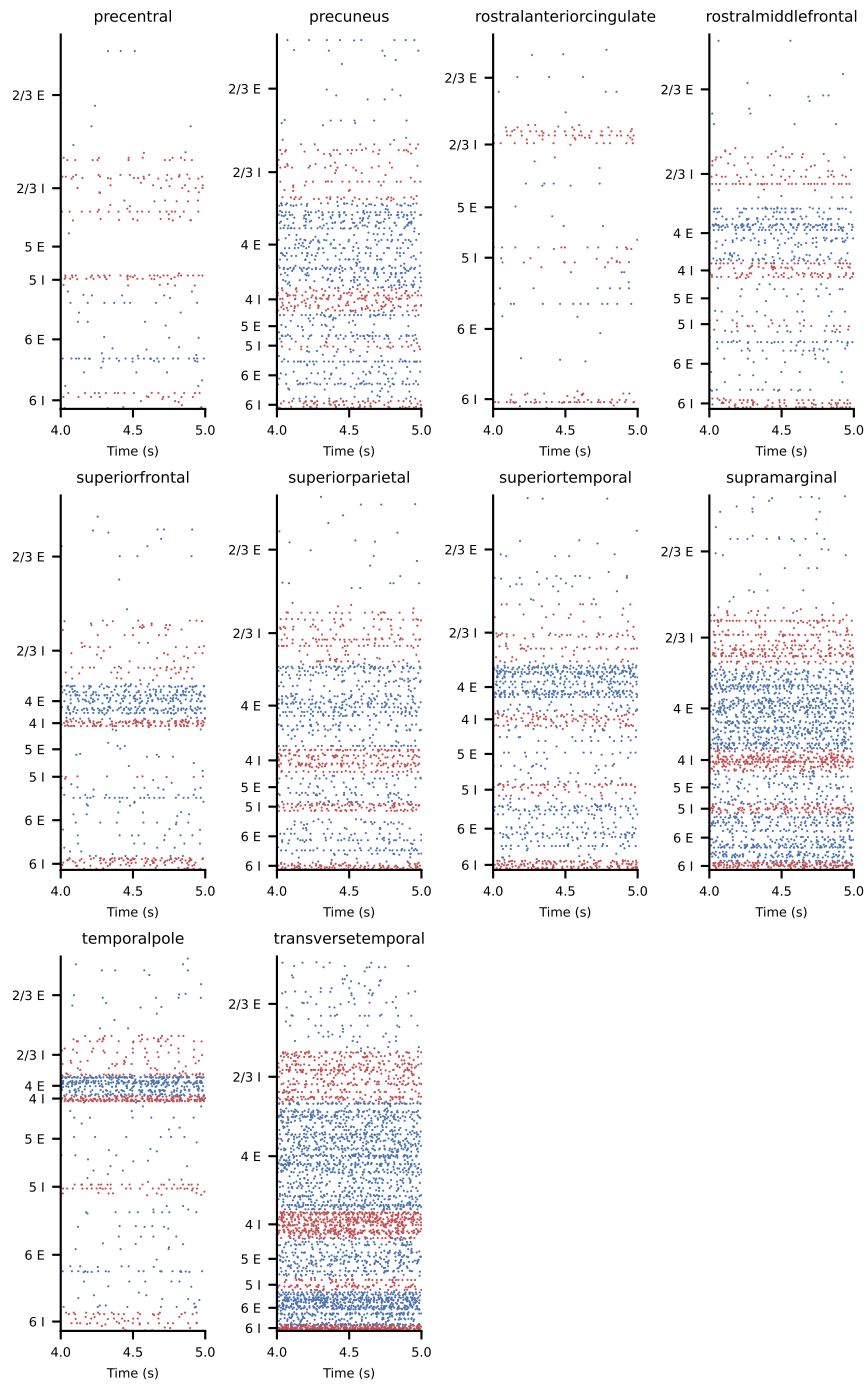 precentral
2/3 E
2/3 I
5 E
5 I
6 E
6 I
4.0 4.5 5.0
Time (s)
precuneus
2/3 E
2/3 I
4 E
4 I
5 E
5 I
6 E
6 I
4.0 4.5 5.0
Time (s)
rostralanteriorcingulate
2/3 E
2/3 I
5 E
5 I
6 E
6 I
4.0 4.5 5.0
Time (s)
rostralmiddlefrontal
2/3 E
2/3 I
4 E
4 I
5 E
5 I
6 E
6 I
4.0 4.5 5.0
Time (s)
superiorfrontal
2/3 E
2/3 I
4 E
4 I
5 E
5 I
6 E
6 I
4.0 4.5 5.0
Time (s)
superiorparietal
2/3 E
2/3 I
4 E
4 I
5 E
5 I
6 E
6 I
4.0 4.5 5.0
Time (s)
superiortemporal
2/3 E
2/3 I
4 E
4 I
5 E
5 I
6 E
6 I
4.0 4.5 5.0
Time (s)
supramarginal
2/3 E
2/3 I
4 E
4 I
5 E
5 I
6 E
6 I
4.0 4.5 5.0
Time (s)
temporalpole
2/3 E
2/3 I
4 E
4 I
5 E
5 I
6 E
6 I
4.0 4.5 5.0
Time (s)
transversetemporal
2/3 E
2/3 I
4 E
4 I
5 E
5 I
6 E
6 I
4.0 4.5 5.0
Time (s)